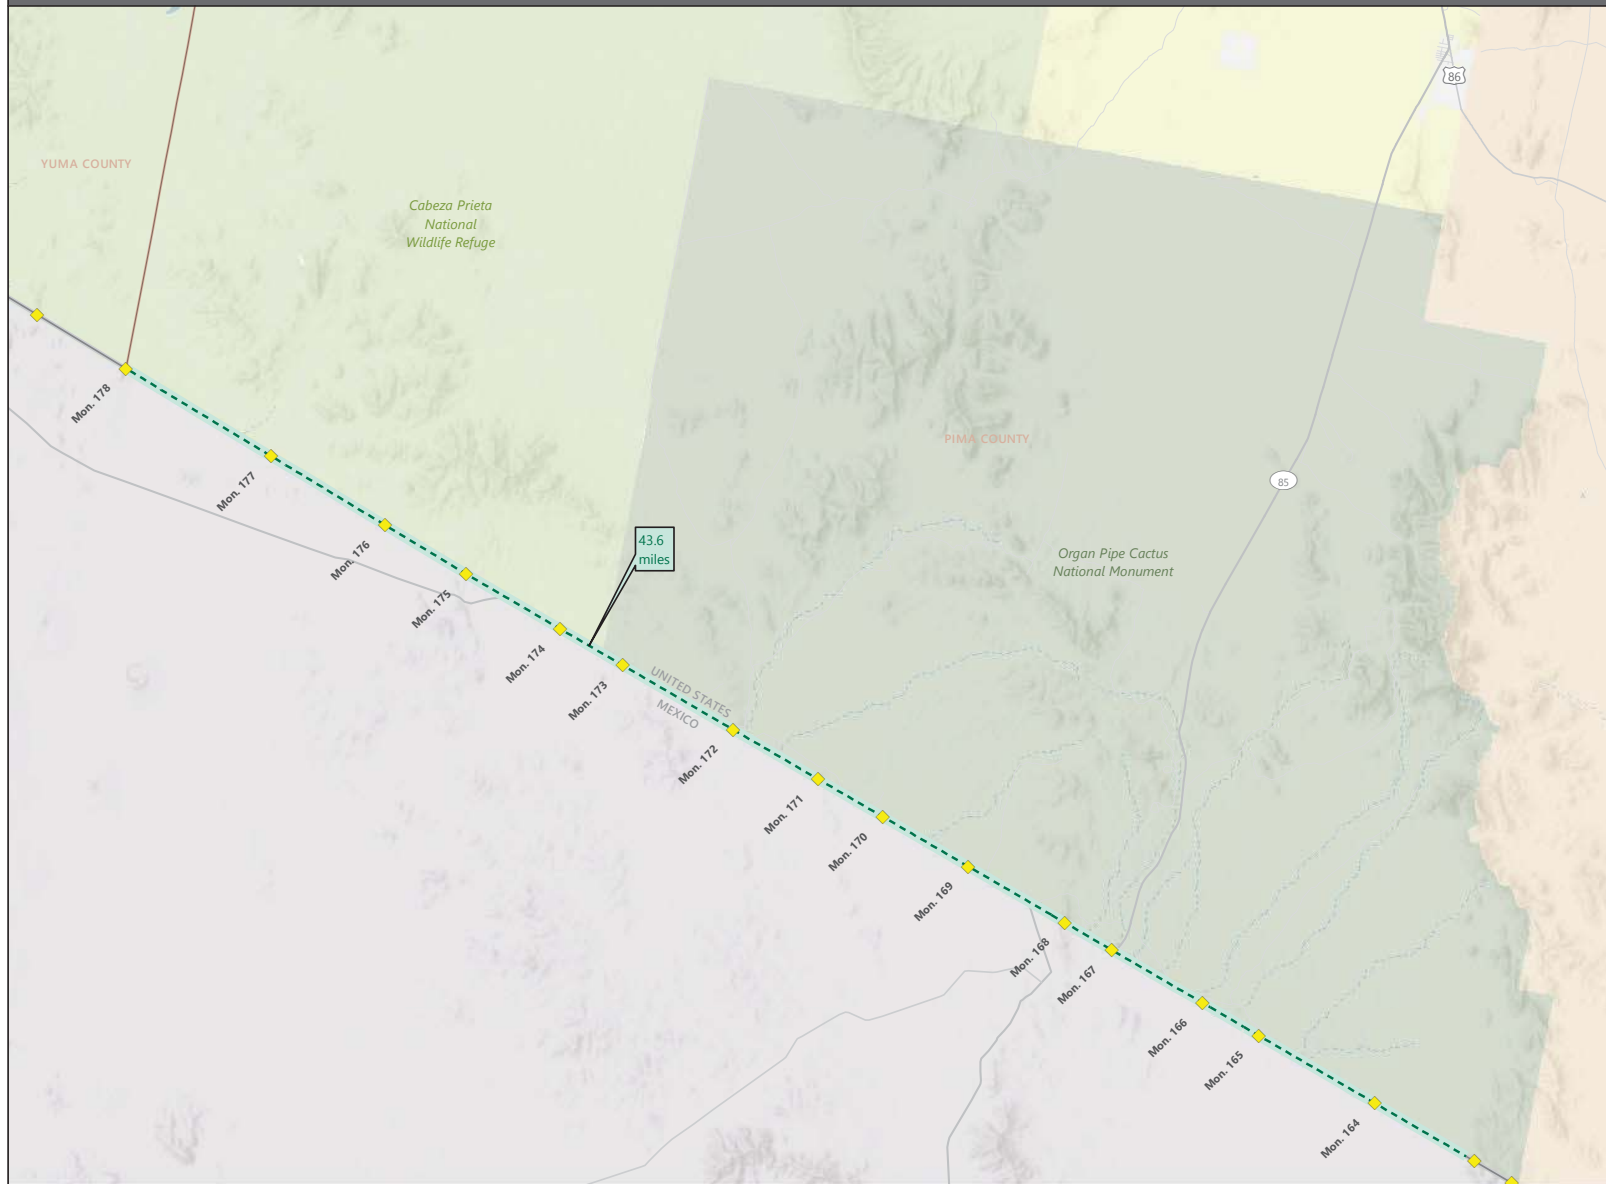 86
YUMA COUNTY
Cabeza Prieta
National
Wildlife Refuge
Mon. 178
PIMA COUNTY
Mon. 177
85
43.6
miles
Mon. 176
Organ Pipe Cactus
National Monument
Mon. 175
Mon. 174
Mon. 173
UNITED STATES
MEXICO
Mon. 172
Mon. 171
Mon. 170
Mon. 169
Mon. 168
Mon. 167
Mon. 166
Mon. 165
Mon. 164